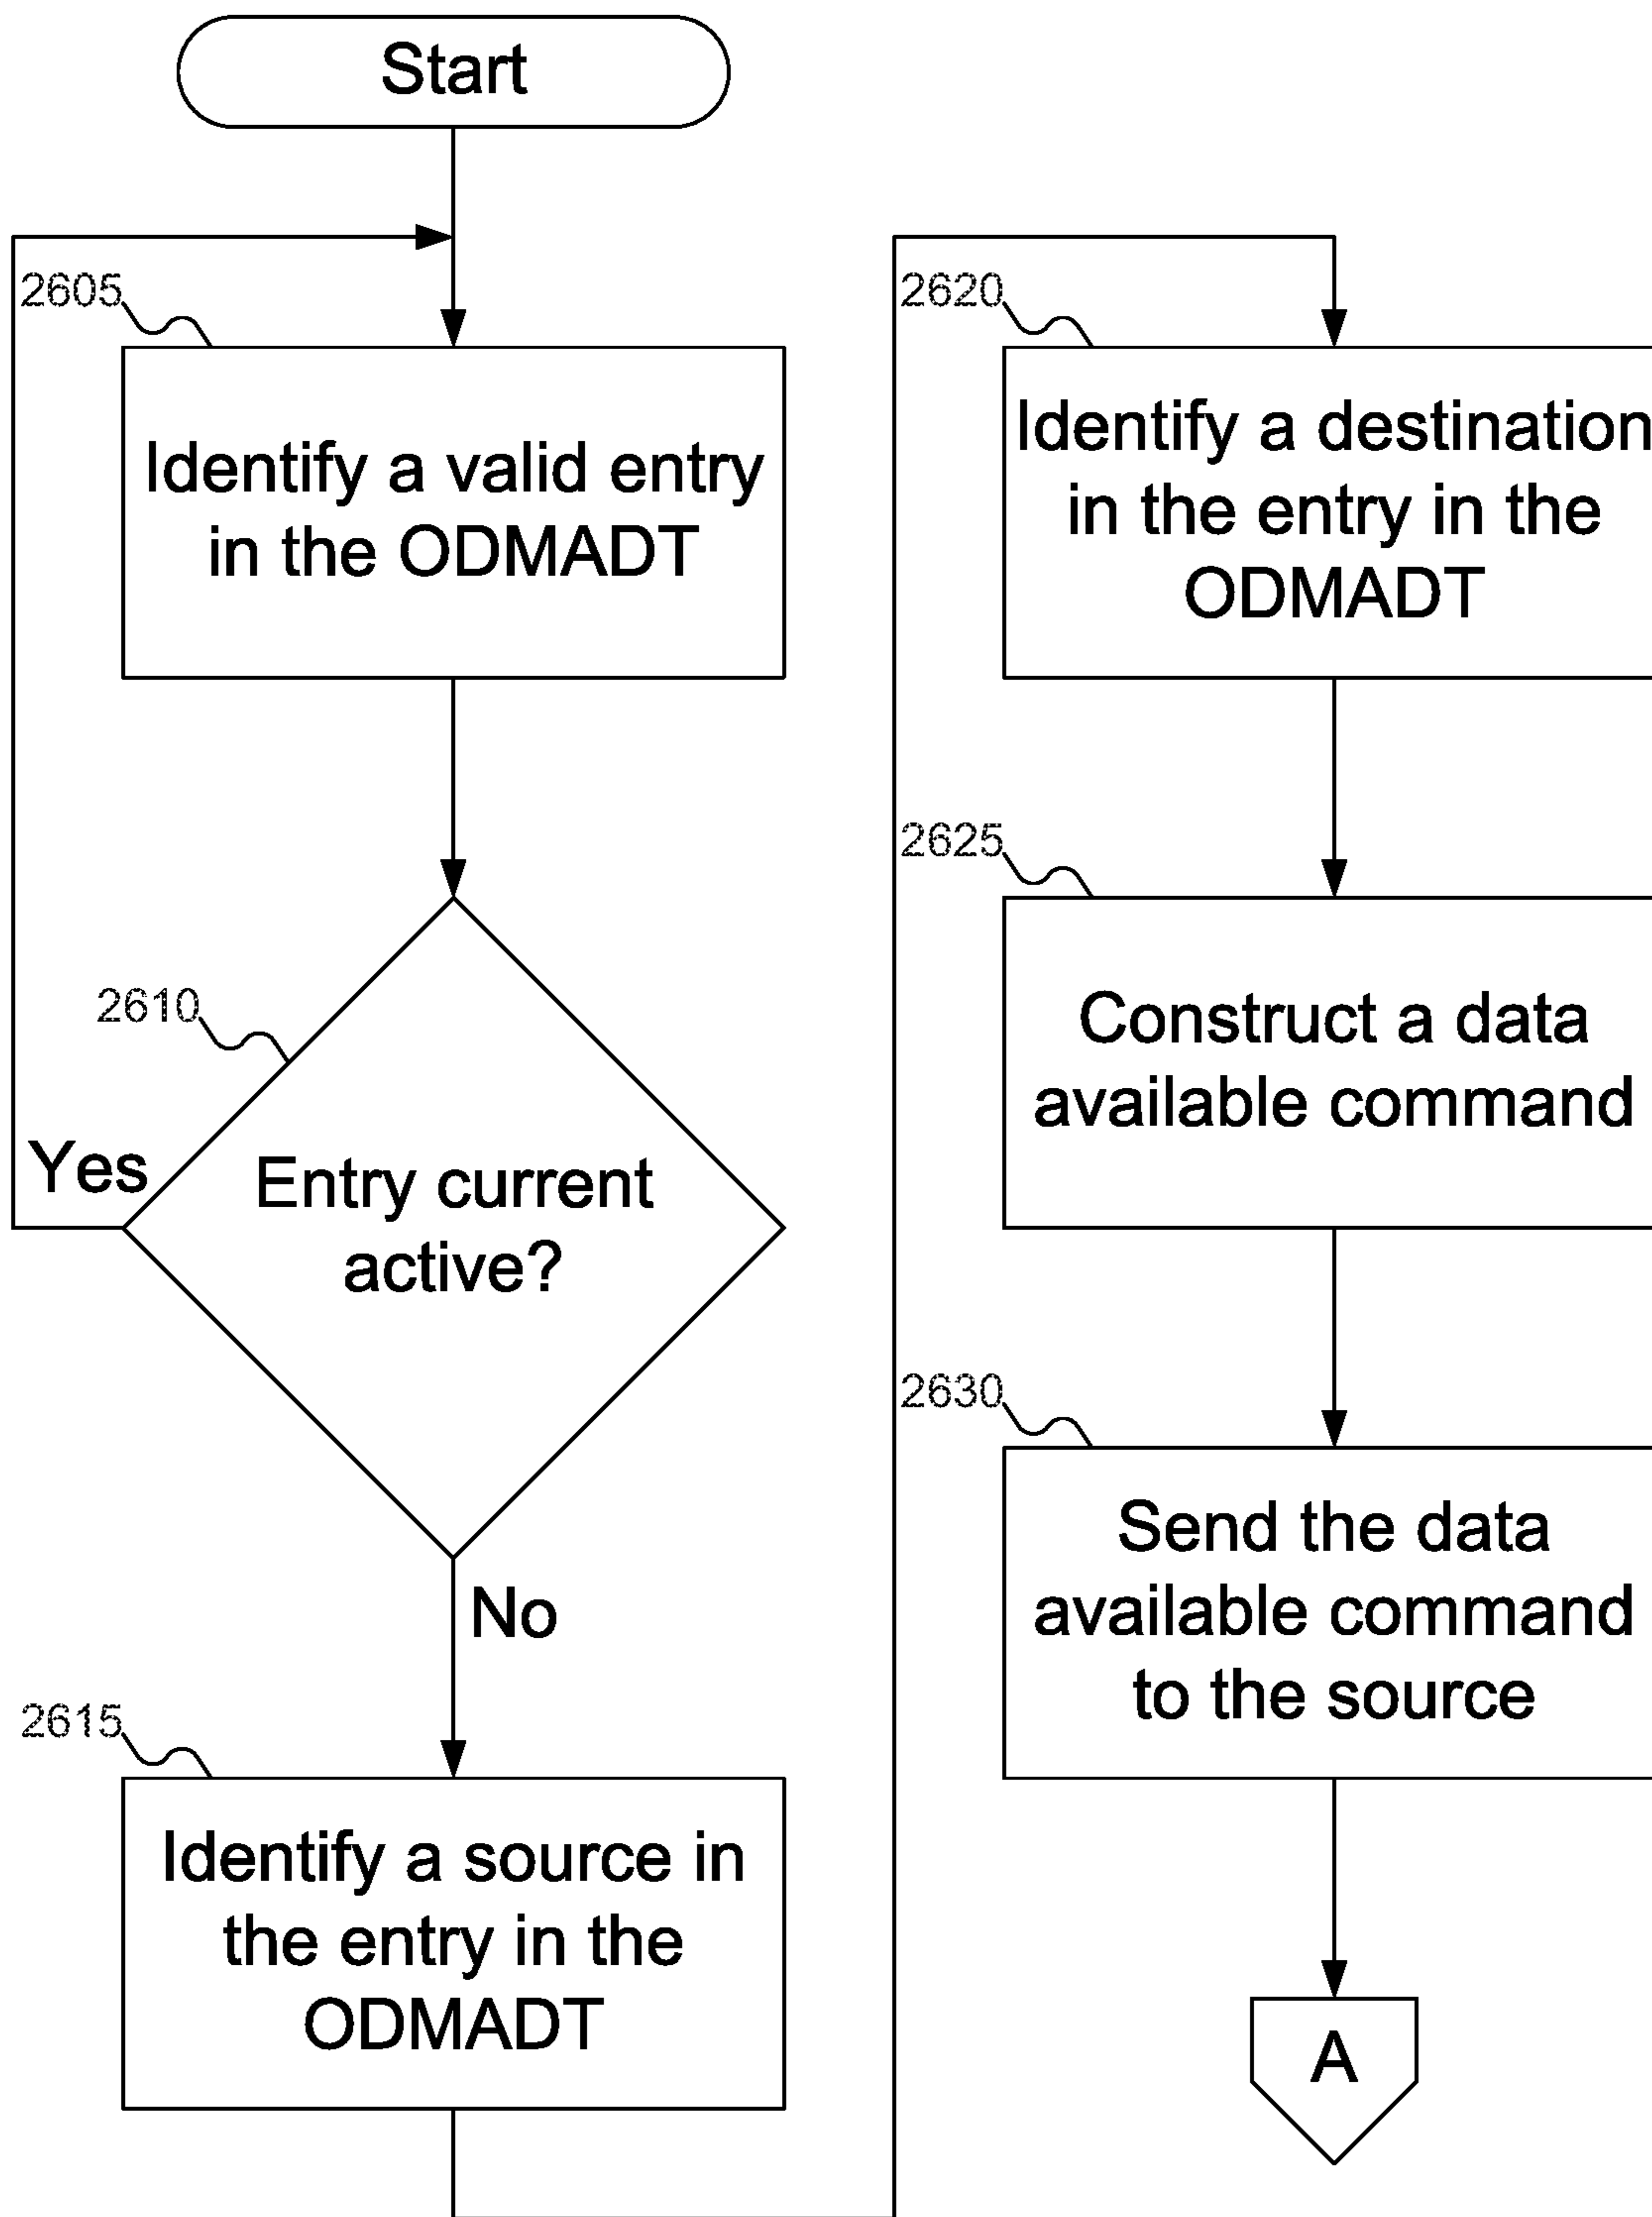 Start
2605
Identify a valid entry
in the ODMADT
2610
Yes
Entry current
active?
No
2615
Identify a source in
the entry in the
ODMADT
2620
Identify a destination
in the entry in the
ODMADT
2625
Construct a data
available command
2630
Send the data
available command
to the source
A